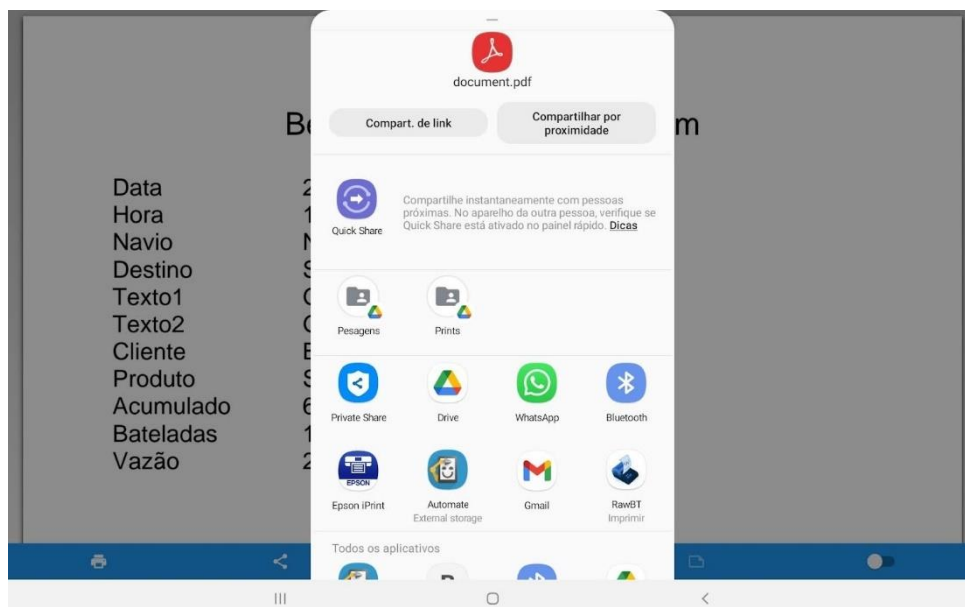 document.pdf
Compart. de link
Compartilhar por
proximidade
Quick Share
Compartilhe instantaneamente com pessoas
próximas. No aparelho da outra pessoa, verifique se
Quick Share está ativado no painel rápido. Dicas
Pesagens
Prints
Private Share
Drive
WhatsApp
Bluetooth
EPSON
Epson iPrint
Automate
External storage
Gmail
RawBT
Imprimir
Todos os aplicativos
Data
Hora
Navio
Destino
Texto1
Texto2
Cliente
Produto
Acumulado
Bateladas
Vazão